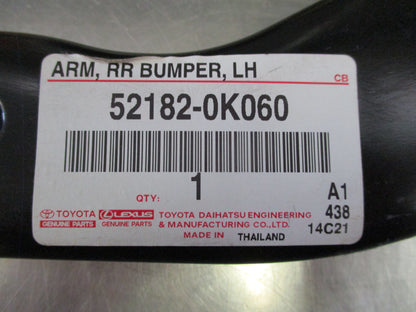 ARM, RR BUMPER, LH
CB
52182-0K060
QTY: 1
A1
TOYOTA LEXUS TOYOTA DAIHATSU ENGINEERING 438
GENUINE PARTS GENUINE PARTS & MANUFACTURING CO.,LTD. 14C21
MADE IN THAILAND